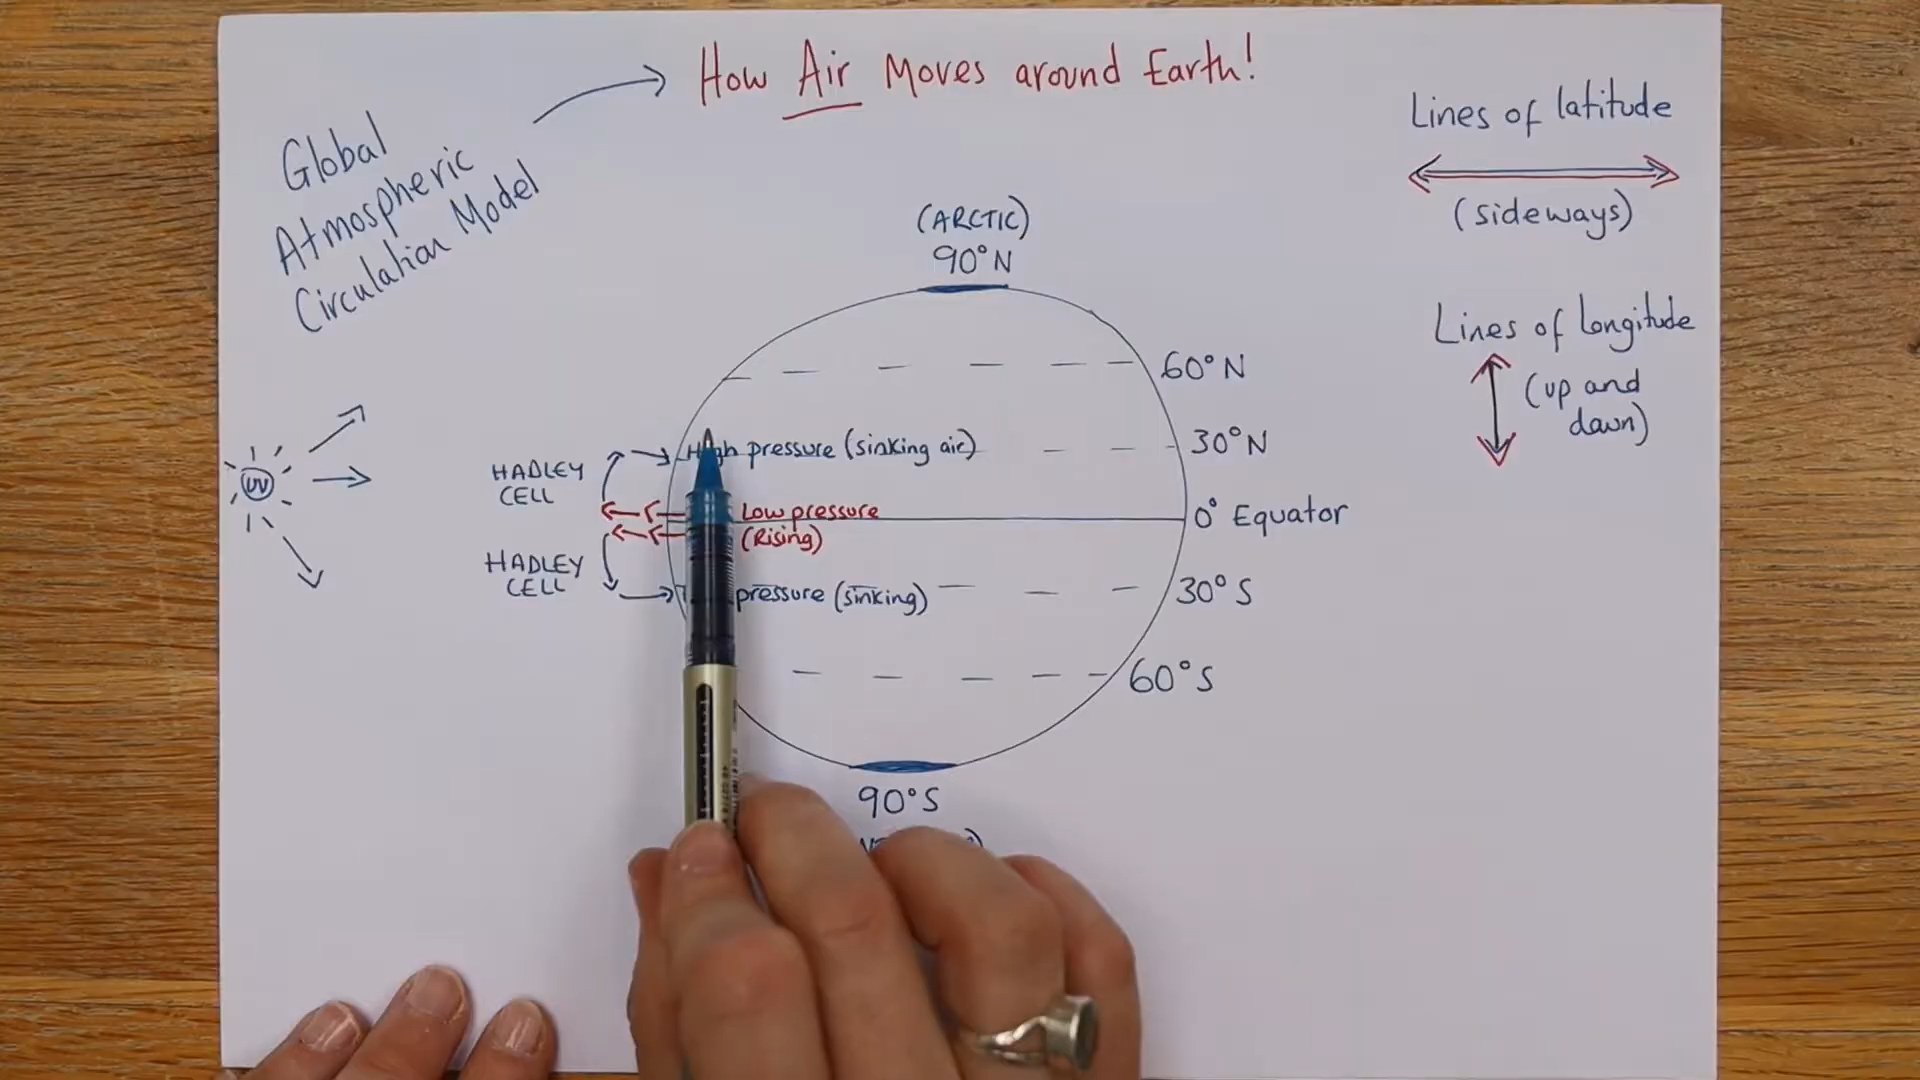 How Air Moves around Earth!
Global
Atmospheric
Circulation Model
Lines of latitude
(sideways)
Lines of longitude
(up and
down)
(ARCTIC)
90°N
60°N
High pressure (sinking air)
30°N
HADLEY
CELL
UV
Low pressure
(Rising)
0° Equator
HADLEY
CELL
pressure (sinking)
30°S
60°S
90°S